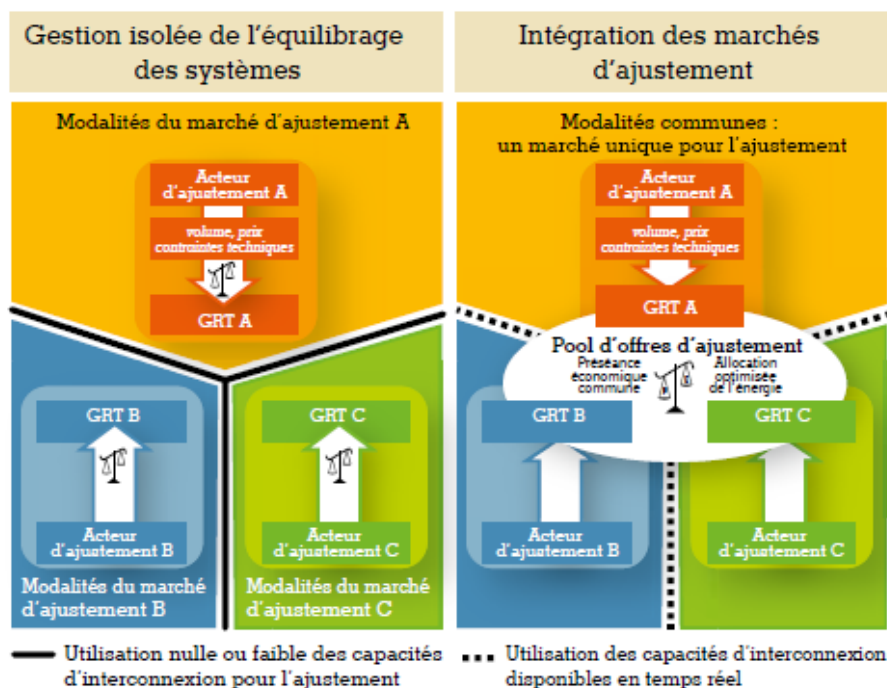 Gestion isolée de l'équilibrage
des systèmes
Modalités du marché d'ajustement A
Acteur
d'ajustement A
volume, prix
contraintes techniques
GRT A
GRT B
Acteur
d'ajustement B
Modalités du marché
d'ajustement B
GRT C
Acteur
d'ajustement C
Modalités du marché
d'ajustement C
Utilisation nulle ou faible des capacités
d'interconnexion pour l'ajustement
Intégration des marchés
d'ajustement
Modalités communes :
un marché unique pour l'ajustement
Acteur
d'ajustement A
volume, prix
contraintes techniques
GRT A
Pool d'offres d'ajustement
Préséance
économique
commune
Allocation
optimisée
de l'énergie
GRT B
Acteur
d'ajustement B
GRT C
Acteur
d'ajustement C
Utilisation des capacités d'interconnexion
disponibles en temps réel